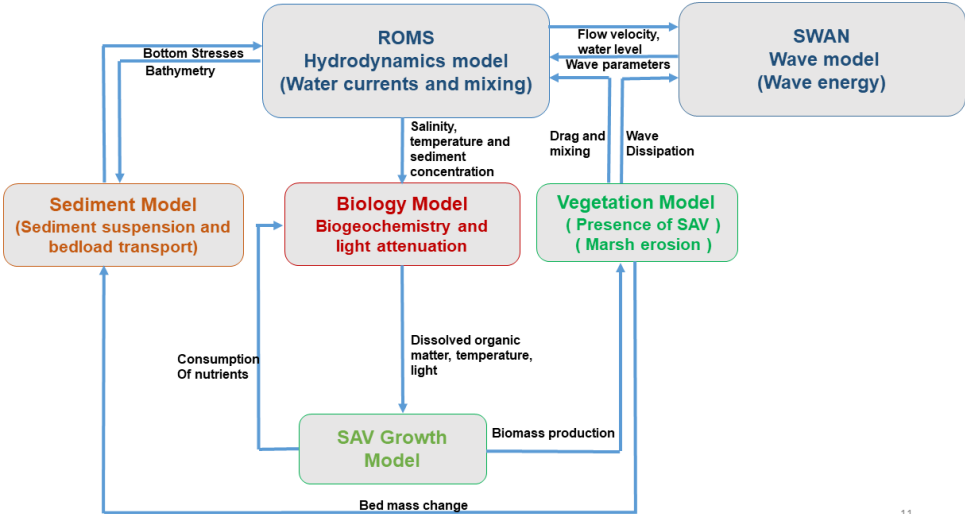 ROMS
Hydrodynamics model
(Water currents and mixing)
SWAN
Wave model
(Wave energy)
Bottom Stresses
Bathymetry
Flow velocity,
water level
Wave parameters
Salinity,
temperature and
sediment
concentration
Drag and
mixing
Wave
Dissipation
Sediment Model
(Sediment suspension and
bedload transport)
Biology Model
Biogeochemistry and
light attenuation
Vegetation Model
( Presence of SAV )
( Marsh erosion )
Consumption
Of nutrients
Dissolved organic
matter, temperature,
light
SAV Growth
Model
Biomass production
Bed mass change